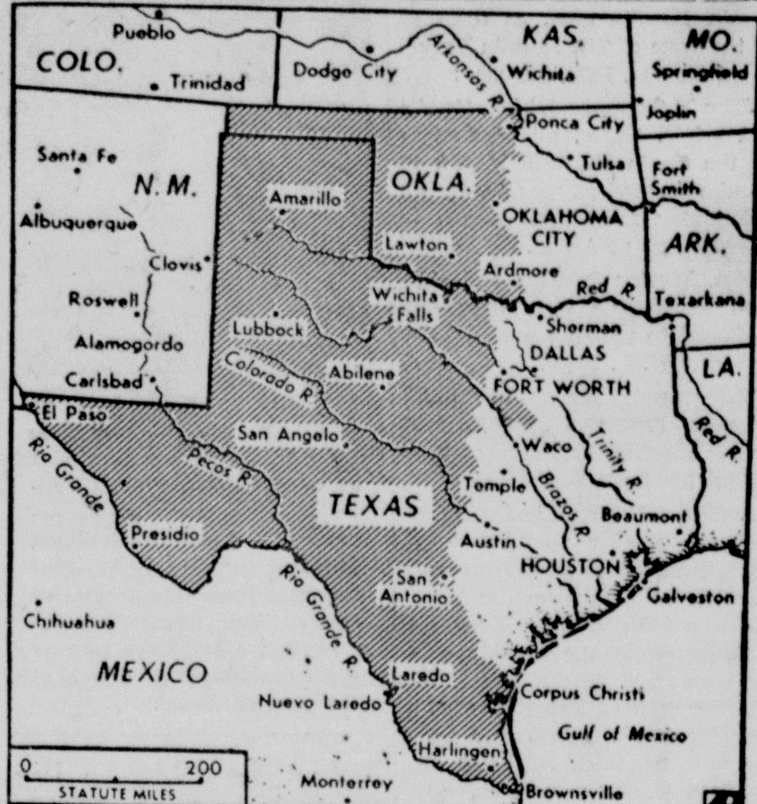 Pueblo
KAS.
MO.
COLO.
Dodge City
Arkansas R.
Wichita
Springfield
Trinidad
Joplin
Ponca City
Santa Fe
Tulsa
N. M.
OKLA.
Fort
Smith
Amarillo
Albuquerque
OKLAHOMA
CITY
ARK.
Lawton
Clovis
Ardmore
Red R.
Roswell
Wichita
Falls
Texarkana
Lubbock
Sherman
Alamogordo
DALLAS
LA.
Carlsbad
Colorado R.
Abilene
FORT WORTH
El Paso
San Angelo
Waco
Trinity R.
Red R.
Rio Grande
Pecos R.
Temple
Brazos R.
TEXAS
Beaumont
Presidio
Austin
HOUSTON
Rio Grande R.
San
Antonio
Galveston
Chihuahua
MEXICO
Laredo
Nuevo Laredo
Corpus Christi
Gulf of Mexico
Harlingen
0 200
STATUTE MILES
Monterrey
Brownsville